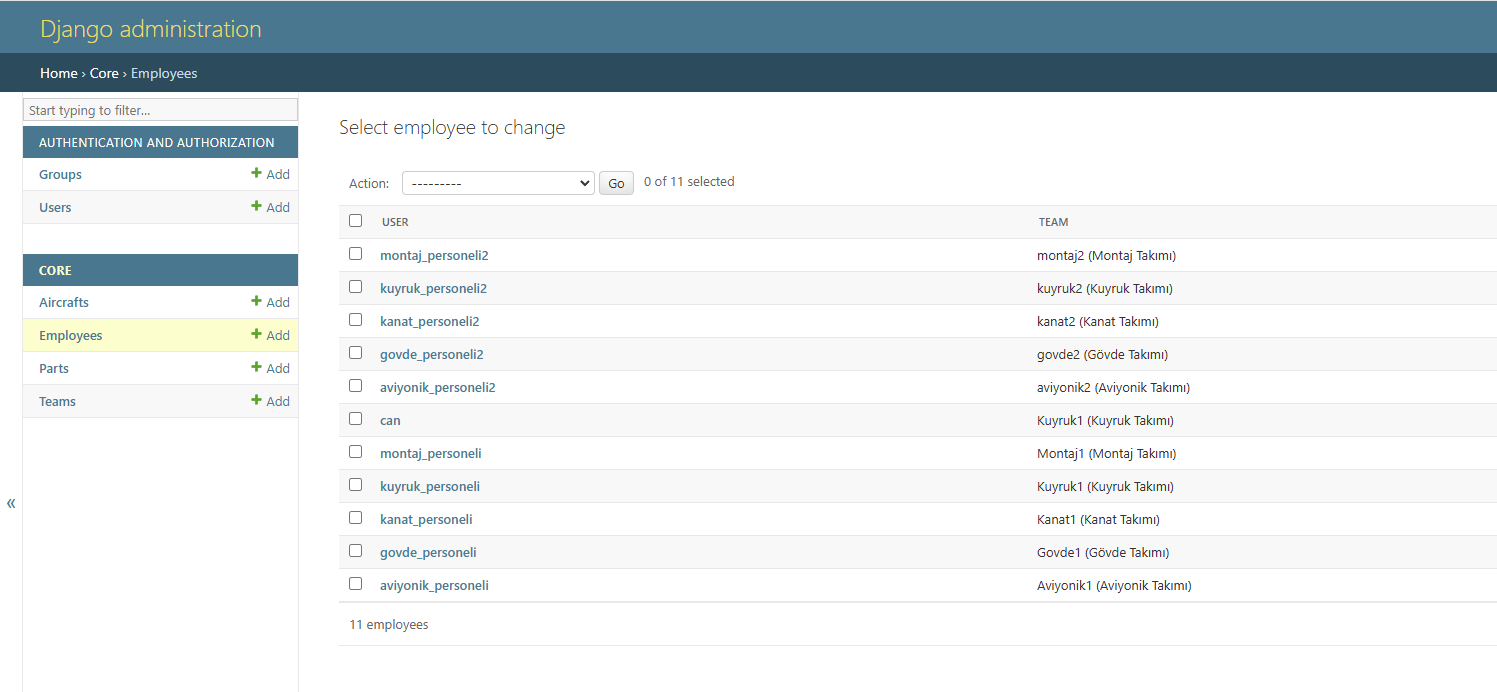 Django administration
Home › Core › Employees
Start typing to filter...
AUTHENTICATION AND AUTHORIZATION
Groups + Add
Users + Add
CORE
Aircrafts + Add
Employees + Add
Parts + Add
Teams + Add
«
Select employee to change
Action: --------- Go 0 of 11 selected
USER TEAM
montaj_personeli2 montaj2 (Montaj Takımı)
kuyruk_personeli2 kuyruk2 (Kuyruk Takımı)
kanat_personeli2 kanat2 (Kanat Takımı)
govde_personeli2 govde2 (Gövde Takımı)
aviyonik_personeli2 aviyonik2 (Aviyonik Takımı)
can Kuyruk1 (Kuyruk Takımı)
montaj_personeli Montaj1 (Montaj Takımı)
kuyruk_personeli Kuyruk1 (Kuyruk Takımı)
kanat_personeli Kanat1 (Kanat Takımı)
govde_personeli Govde1 (Gövde Takımı)
aviyonik_personeli Aviyonik1 (Aviyonik Takımı)
11 employees